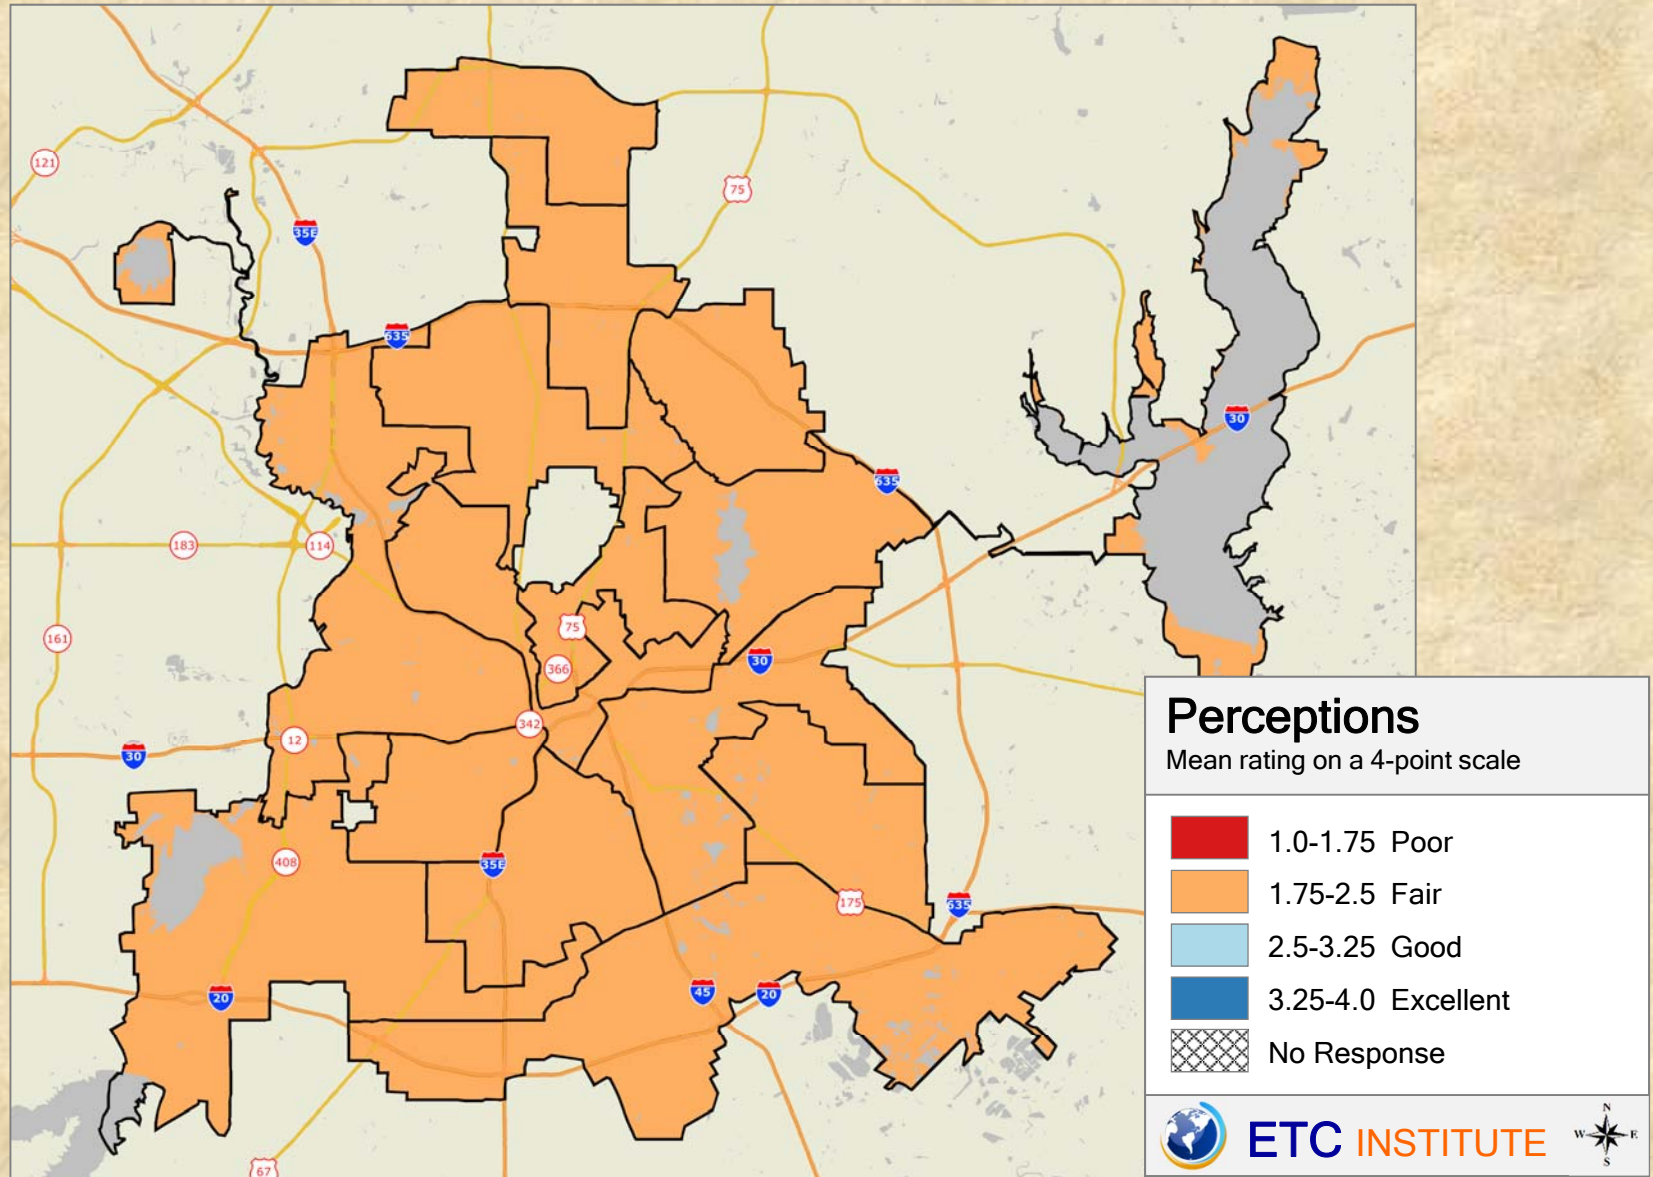 121
75
35E
635
30
635
183
114
161
75
366
30
342
12
30
408
35E
175
635
20
45
20
67
Perceptions
Mean rating on a 4-point scale
1.0-1.75 Poor
1.75-2.5 Fair
2.5-3.25 Good
3.25-4.0 Excellent
No Response
ETC INSTITUTE
N
W E
S